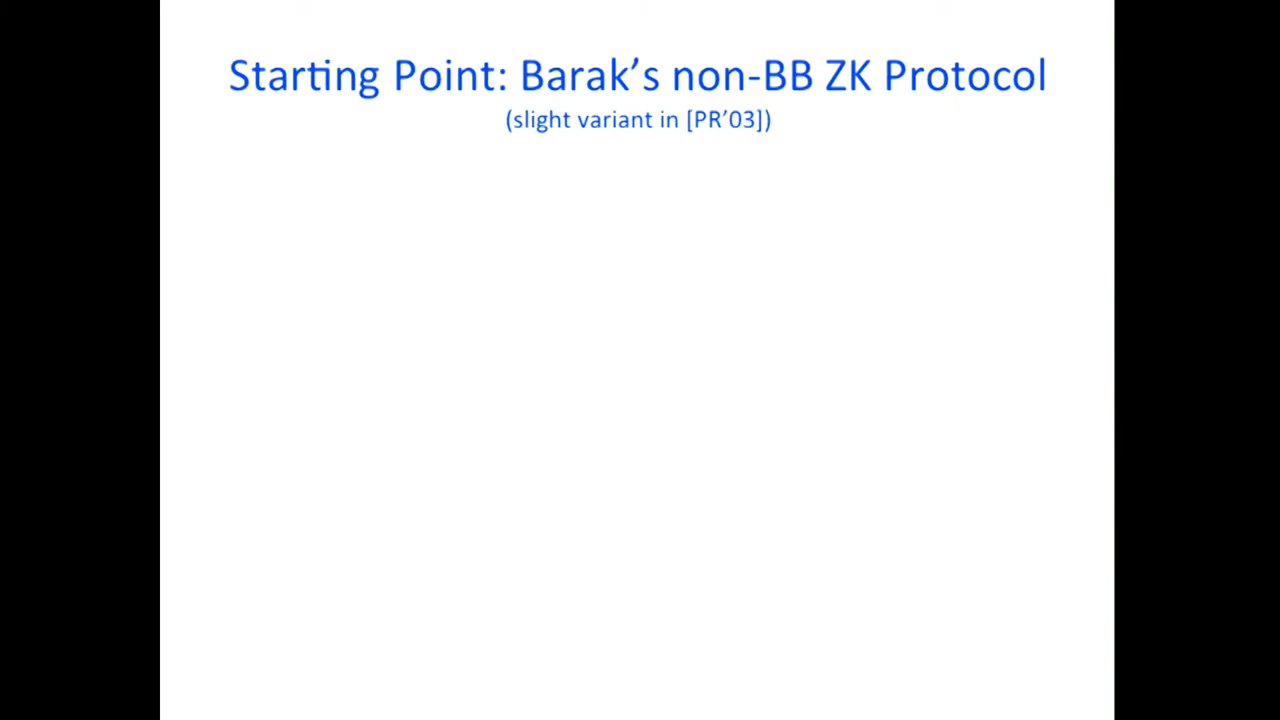 Starting Point: Barak’s non-BB ZK Protocol
(slight variant in [PR’03])